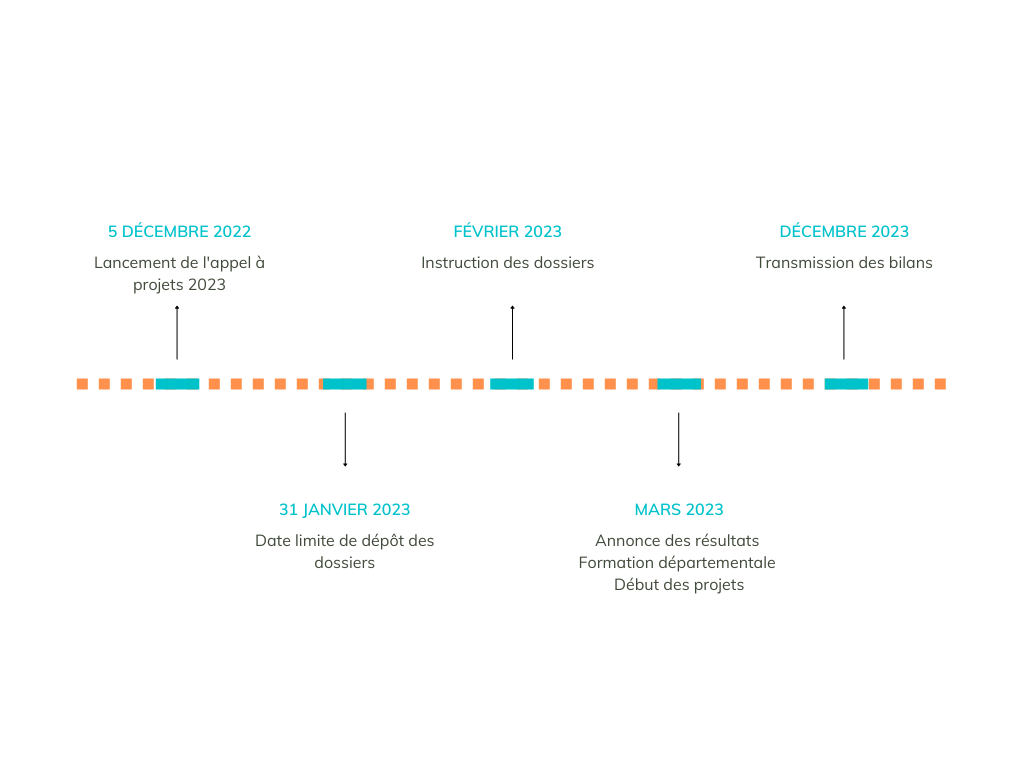 5 DÉCEMBRE 2022
Lancement de l'appel à
projets 2023
FÉVRIER 2023
Instruction des dossiers
DÉCEMBRE 2023
Transmission des bilans
31 JANVIER 2023
Date limite de dépôt des
dossiers
MARS 2023
Annonce des résultats
Formation départementale
Début des projets